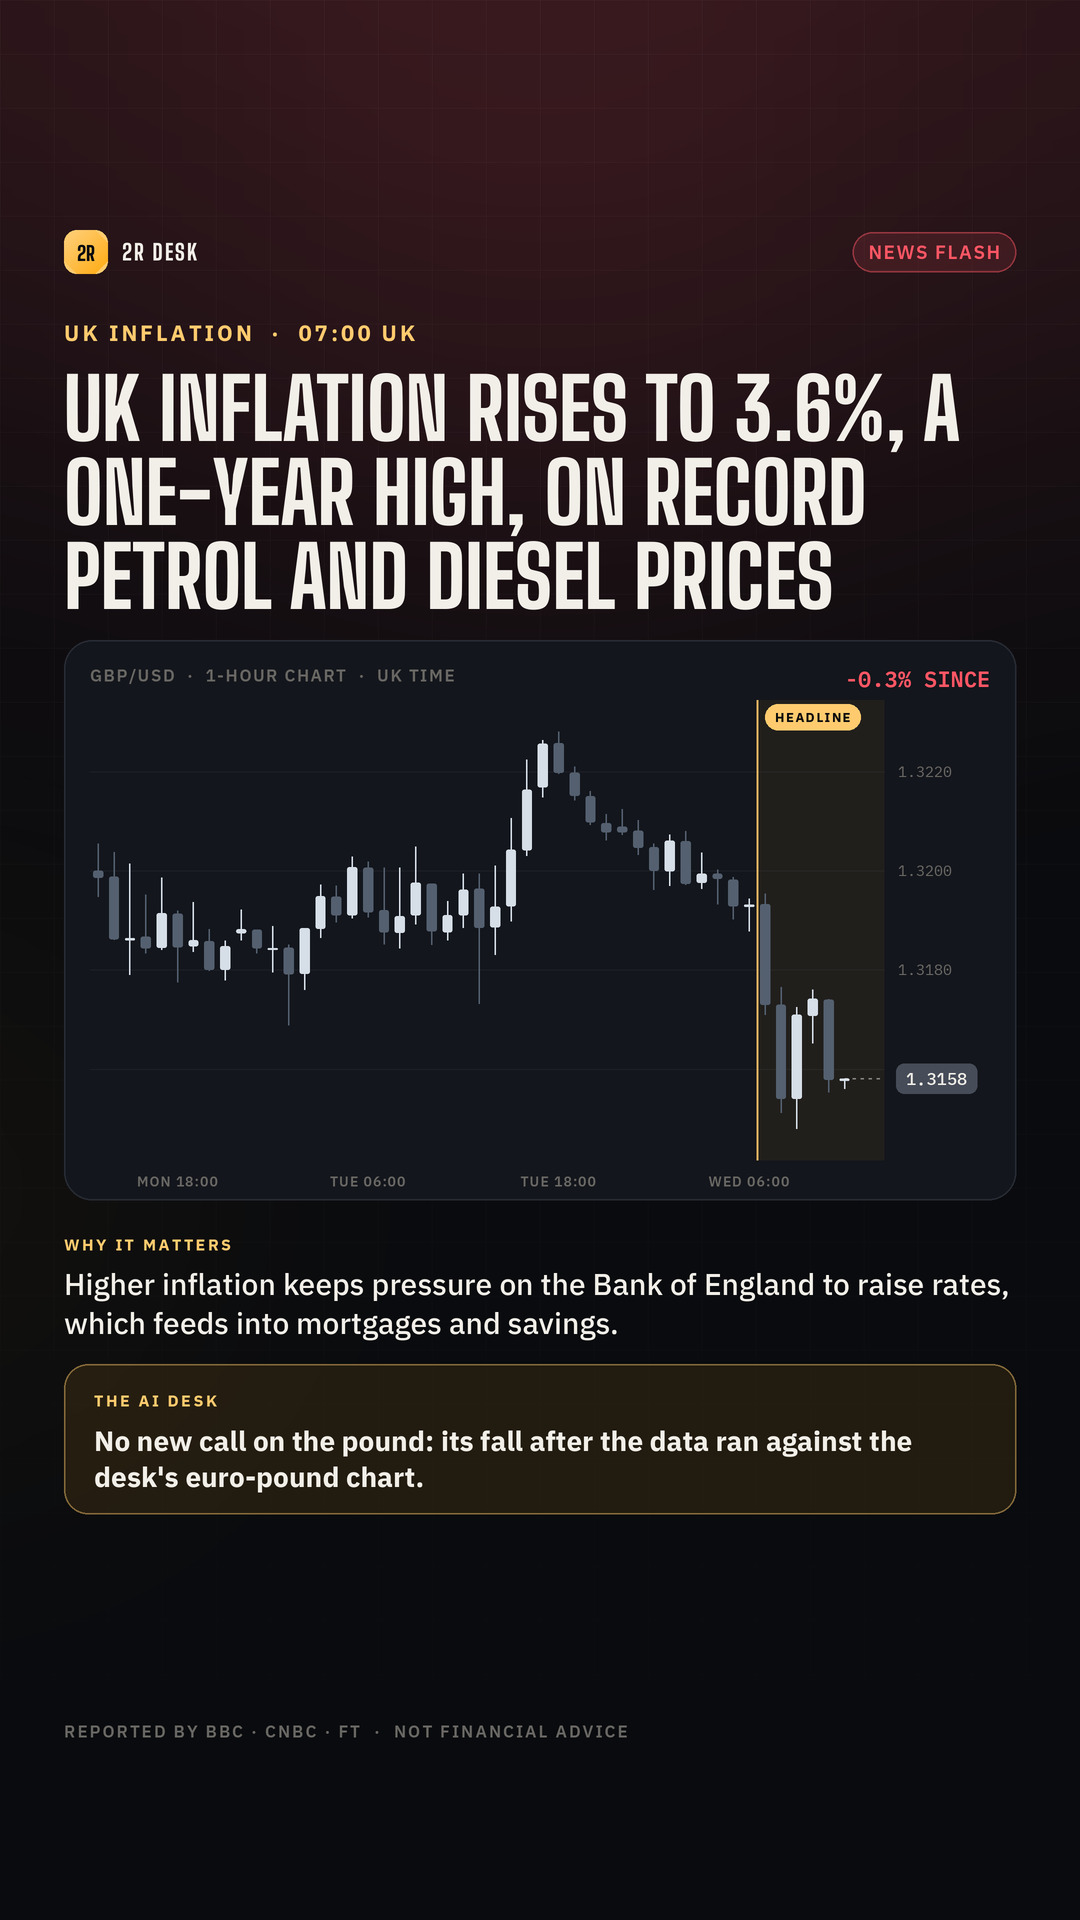 2R 2R DESK
NEWS FLASH
UK INFLATION · 07:00 UK
UK INFLATION RISES TO 3.6%, A
ONE-YEAR HIGH, ON RECORD
PETROL AND DIESEL PRICES
GBP/USD · 1-HOUR CHART · UK TIME
-0.3% SINCE
HEADLINE
1.3220
1.3200
1.3180
1.3158
MON 18:00 TUE 06:00 TUE 18:00 WED 06:00
WHY IT MATTERS
Higher inflation keeps pressure on the Bank of England to raise rates,
which feeds into mortgages and savings.
THE AI DESK
No new call on the pound: its fall after the data ran against the
desk's euro-pound chart.
REPORTED BY BBC · CNBC · FT · NOT FINANCIAL ADVICE